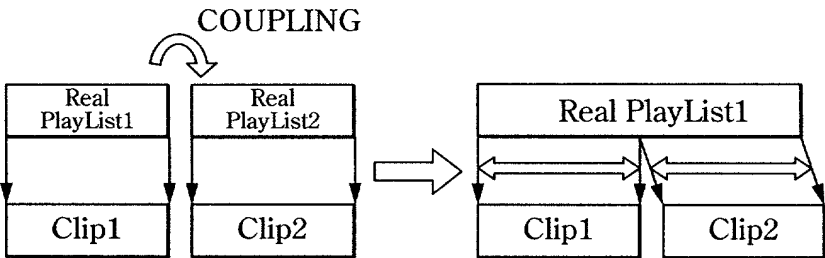 COUPLING
Real
PlayList1
Real
PlayList2
Real PlayList1
Clip1
Clip2
Clip1
Clip2